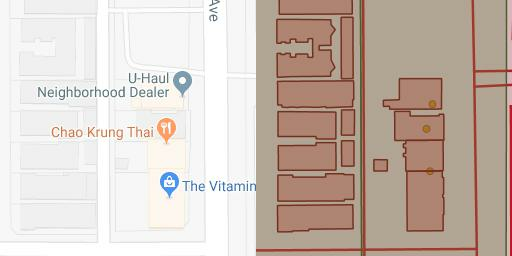 Ave
U-Haul
Neighborhood Dealer
Chao Krung Thai
The Vitamin